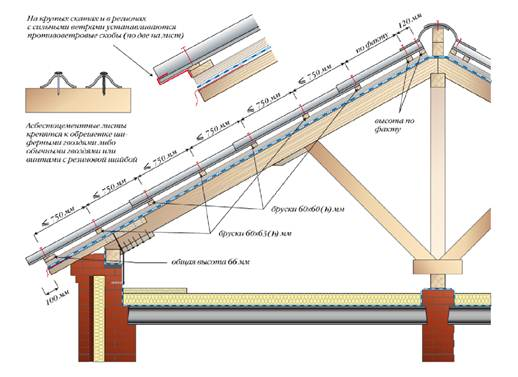 На крутых скатах и в регионах
с сильными ветрами устанавливаются
противоветровые скобы (по две на лист)
Асбестоцементные листы
крепятся к обрешетке ши-
ферными гвоздями либо
обычными гвоздями или
винтами с резиновой шайбой
120 мм
по факту
⩽ 750 мм
⩽ 750 мм
⩽ 750 мм
⩽ 750 мм
⩽ 750 мм
⩽ 750 мм
высота по
факту
бруски 60х60(h) мм
бруски 60х63(h) мм
общая высота 66 мм
100 мм